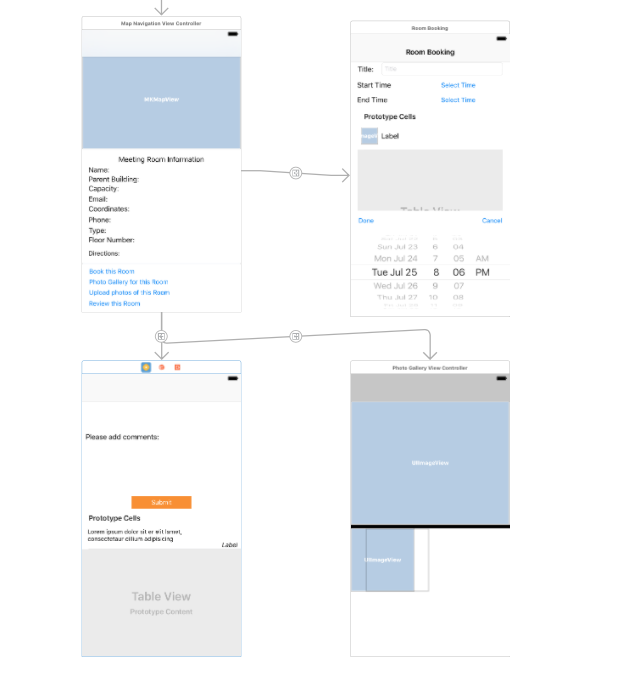 Map Navigation View Controller
MKMapView
Meeting Room Information
Name:
Parent Building:
Capacity:
Email:
Coordinates:
Phone:
Type:
Floor Number:
Directions:
Book this Room
Photo Gallery for this Room
Upload photos of this Room
Review this Room
Room Booking
Room Booking
Title:
Title
Start Time
Select Time
End Time
Select Time
Prototype Cells
Label
Table View
Done
Cancel
Sun Jul 23 6 04
Mon Jul 24 7 05 AM
Tue Jul 25 8 06 PM
Wed Jul 26 9 07
Thu Jul 27 10 08
Please add comments:
Submit
Prototype Cells
Lorem ipsum dolor sit er elit lamet,
consectetaur cillium adipisicing
Label
Table View
Prototype Content
Photo Gallery View Controller
UIImageView
UIImageView